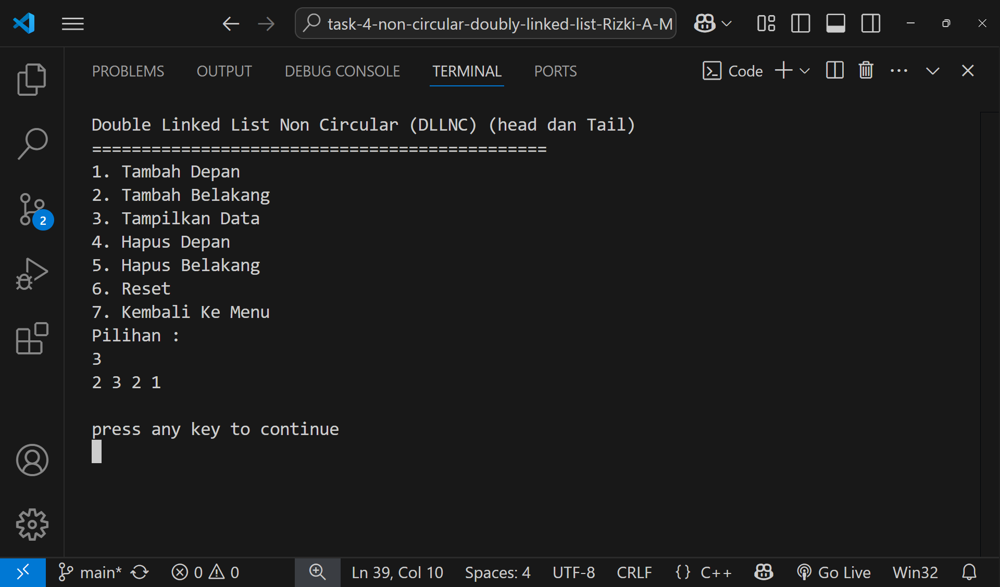 task-4-non-circular-doubly-linked-list-Rizki-A-M
PROBLEMS OUTPUT DEBUG CONSOLE TERMINAL PORTS Code
Double Linked List Non Circular (DLLNC) (head dan Tail)
==============================================
1. Tambah Depan
2. Tambah Belakang
3. Tampilkan Data
4. Hapus Depan
5. Hapus Belakang
6. Reset
7. Kembali Ke Menu
Pilihan :
3
2 3 2 1
press any key to continue
2
main* 0 0 Ln 39, Col 10 Spaces: 4 UTF-8 CRLF {} C++ Go Live Win32